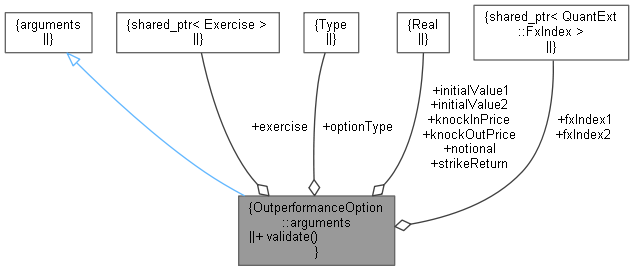 {arguments
||}
{shared_ptr< Exercise >
||}
{Type
||}
{Real
||}
{shared_ptr< QuantExt
::FxIndex >
||}
+exercise
+optionType
+initialValue1
+initialValue2
+knockInPrice
+knockOutPrice
+notional
+strikeReturn
+fxIndex1
+fxIndex2
{OutperformanceOption
::arguments
||+ validate()
}